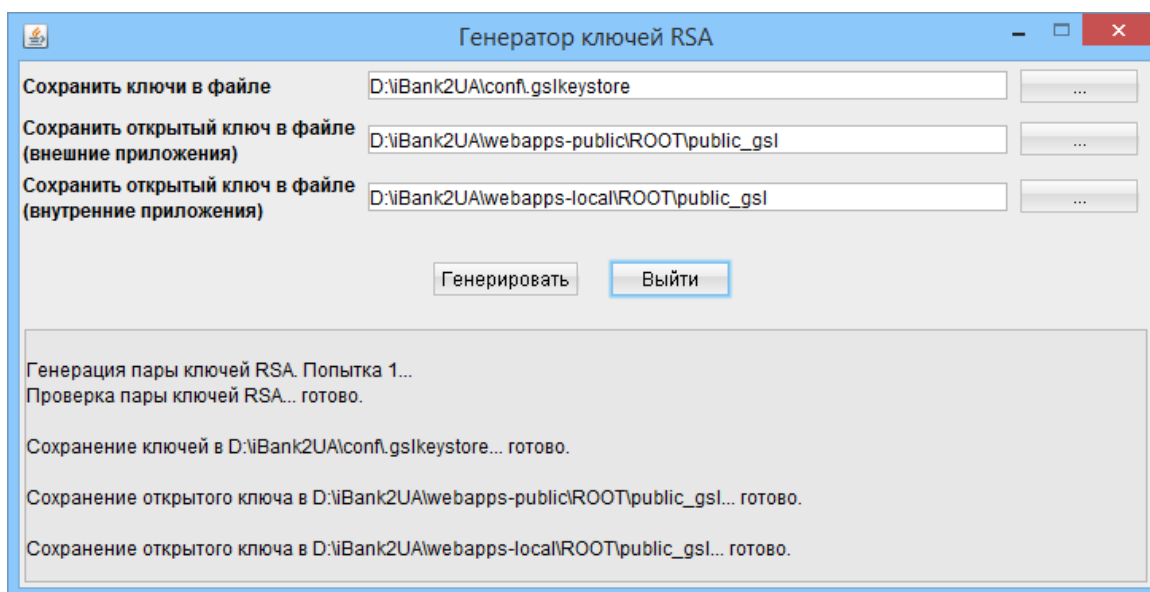 Генератор ключей RSA
Сохранить ключи в файле
D:\iBank2UA\conf\.gslkeystore
...
Сохранить открытый ключ в файле
(внешние приложения)
D:\iBank2UA\webapps-public\ROOT\public_gsl
...
Сохранить открытый ключ в файле
(внутренние приложения)
D:\iBank2UA\webapps-local\ROOT\public_gsl
...
Генерировать
Выйти
Генерация пары ключей RSA. Попытка 1...
Проверка пары ключей RSA... готово.
Сохранение ключей в D:\iBank2UA\conf\.gslkeystore... готово.
Сохранение открытого ключа в D:\iBank2UA\webapps-public\ROOT\public_gsl... готово.
Сохранение открытого ключа в D:\iBank2UA\webapps-local\ROOT\public_gsl... готово.